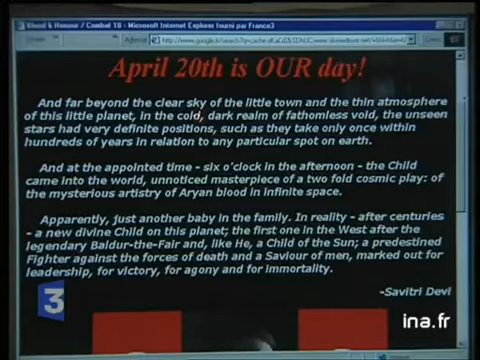 Blood & Honour / Combat 18 - Microsoft Internet Explorer fourni par France3
April 20th is OUR day!
And far beyond the clear sky of the little town and the thin atmosphere
of this little planet, in the cold, dark realm of fathomless void, the unseen
stars had very definite positions, such as they take only once within
hundreds of years in relation to any particular spot on earth.
And at the appointed time - six o'clock in the afternoon - the Child
came into the world, unnoticed masterpiece of a two fold cosmic play: of
the mysterious artistry of Aryan blood in infinite space.
Apparently, just another baby in the family. In reality - after centuries
- a new divine Child on this planet; the first one in the West after the
legendary Baldur-the-Fair and, like He, a Child of the Sun; a predestined
Fighter against the forces of death and a Saviour of men, marked out for
leadership, for victory, for agony and for immortality.
-Savitri Devi
3
ina.fr